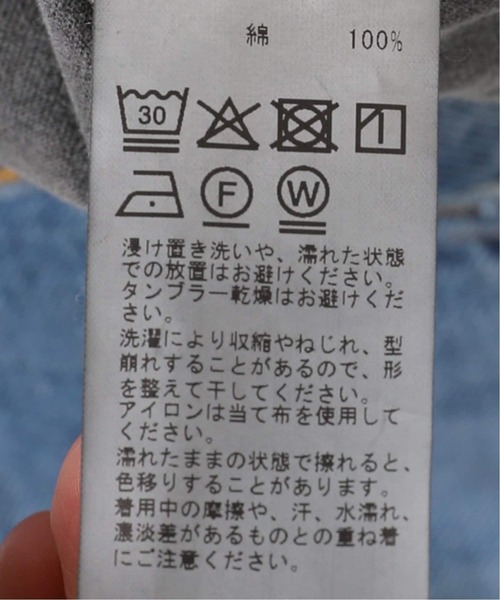 綿 100%
30
F W
浸け置き洗いや、濡れた状態
での放置はお避けください。
タンブラー乾燥はお避けくだ
さい。
洗濯により収縮やねじれ、型
崩れすることがあるので、形
を整えて干してください。
アイロンは当て布を使用して
ください。
濡れたままの状態で擦れると、
色移りすることがあります。
着用中の摩擦や、汗、水濡れ、
濃淡差があるものとの重ね着
にご注意ください。